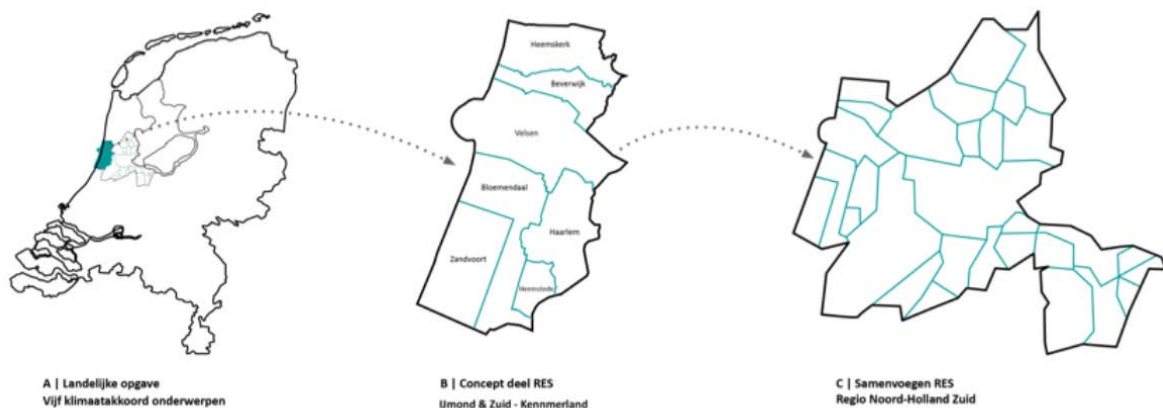 Heemskerk
Beverwijk
Velsen
Bloemendaal
Haarlem
Zandvoort
Heemstede
A | Landelijke opgave
Vijf klimaatakkoord onderwerpen
B | Concept deel RES
IJmond & Zuid - Kennmerland
C | Samenvoegen RES
Regio Noord-Holland Zuid